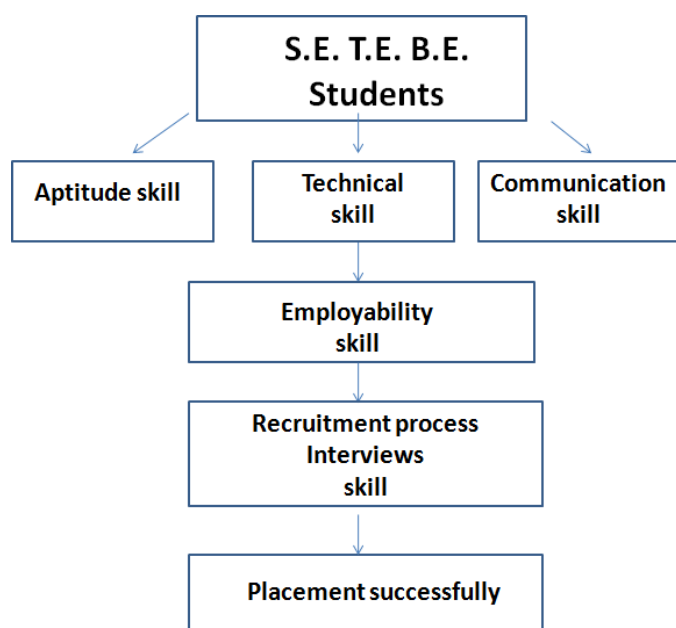 S.E. T.E. B.E.
Students
Aptitude skill
Technical
skill
Communication
skill
Employability
skill
Recruitment process
Interviews
skill
Placement successfully